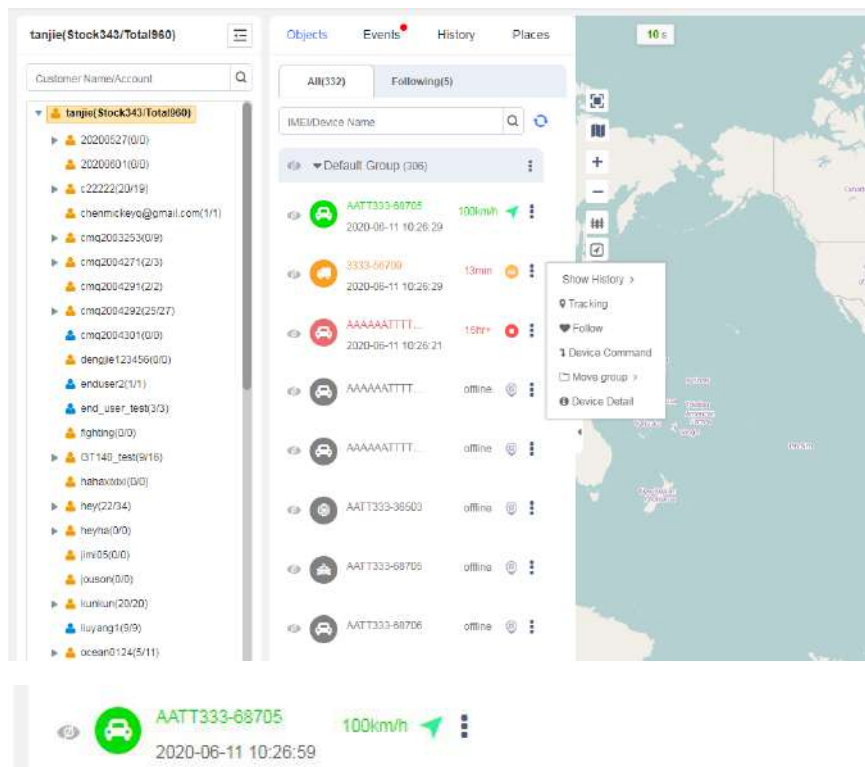 tanjie(Stock343/Total960)
Customer Name/Account
tanjie(Stock343/Total960)
20200527(0/0)
20200601(0/0)
c22222(20/19)
chenmickeyo@gmail.com(1/1)
cmq2003253(0/9)
cmq2004271(2/3)
cmq2004291(2/2)
cmq2004292(25/27)
cmq2004301(0/0)
dengjie123456(0/0)
enduser2(1/1)
end_user_test(3/3)
fighting(0/0)
GT140_test(9/16)
hahaxixixi(0/0)
hey(22/34)
heyha(0/0)
jimi05(0/0)
jouson(0/0)
kunkun(20/20)
liuyang1(9/9)
ocean0124(5/11)
Objects Events History Places
All(332) Following(5)
IMEI/Device Name
Default Group (306)
AATT333-68705 100km/h
2020-06-11 10:26:29
3333-66700 13min
2020-06-11 10:26:29
AAAAAATTTT... 15hr+
2020-06-11 10:26:21
AAAAAATTTT... offline
AAAAAATTTT... offline
AATT333-36503 offline
AATT333-68705 offline
AATT333-68706 offline
10 s
Show History >
Tracking
Follow
Device Command
Move group >
Device Detail
AATT333-68705 100km/h
2020-06-11 10:26:59